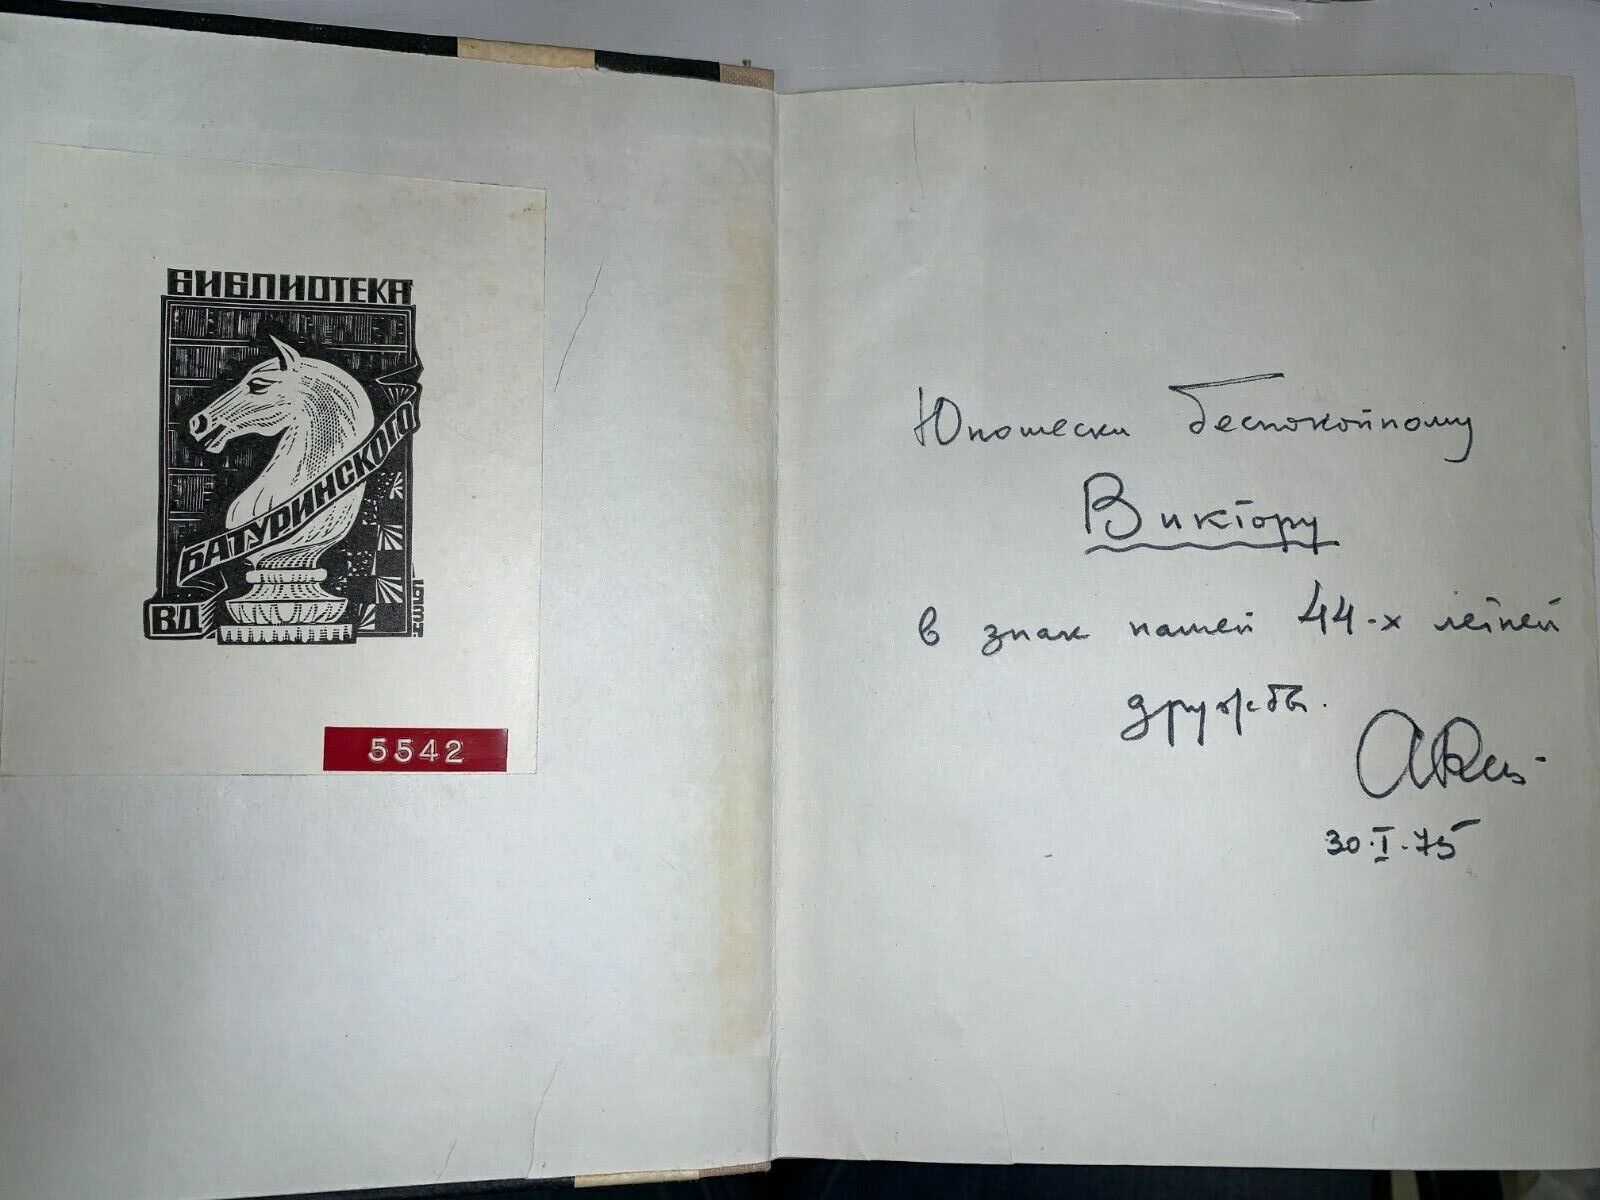 БИБЛИОТЕКА
БАТУРИНСКОГО
ВД
5542
Юношески беспокойному
Виктору
в знак нашей 44-х летней
дружбы.
30.I.75